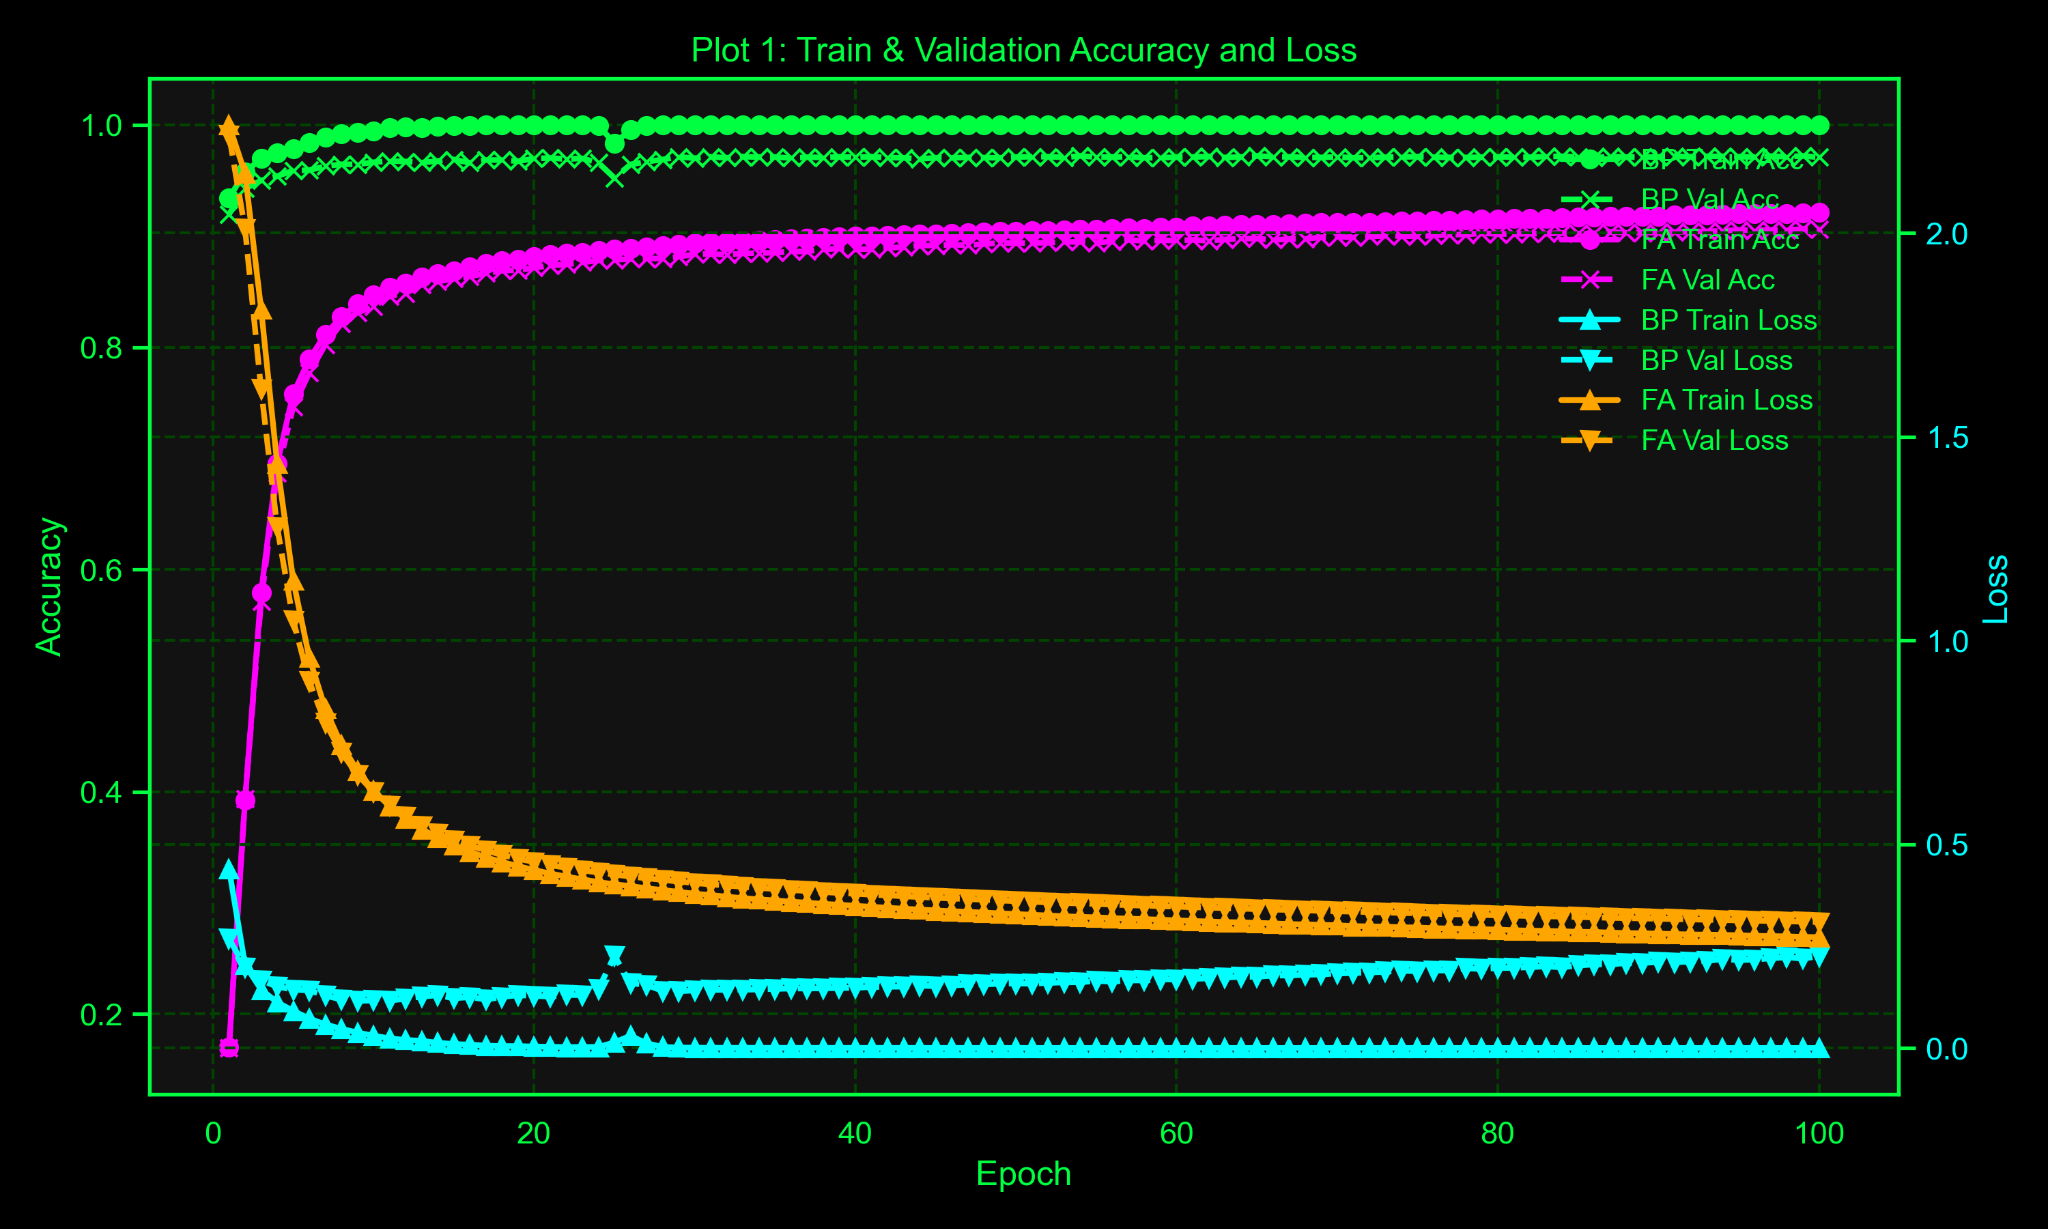 Plot 1: Train & Validation Accuracy and Loss
1.0
0.8
0.6
0.4
0.2
Accuracy
BP Train Acc
BP Val Acc
FA Train Acc
FA Val Acc
BP Train Loss
BP Val Loss
FA Train Loss
FA Val Loss
2.0
1.5
1.0
0.5
0.0
Loss
0 20 40 60 80 100
Epoch